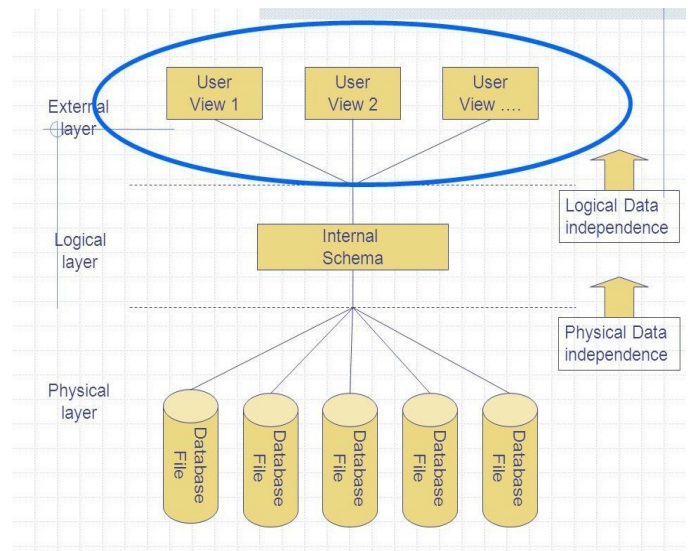 User
View 1
User
View 2
User
View ....
External
layer
Logical Data
independence
Logical
layer
Internal
Schema
Physical Data
independence
Physical
layer
Database
File
Database
File
Database
File
Database
File
Database
File